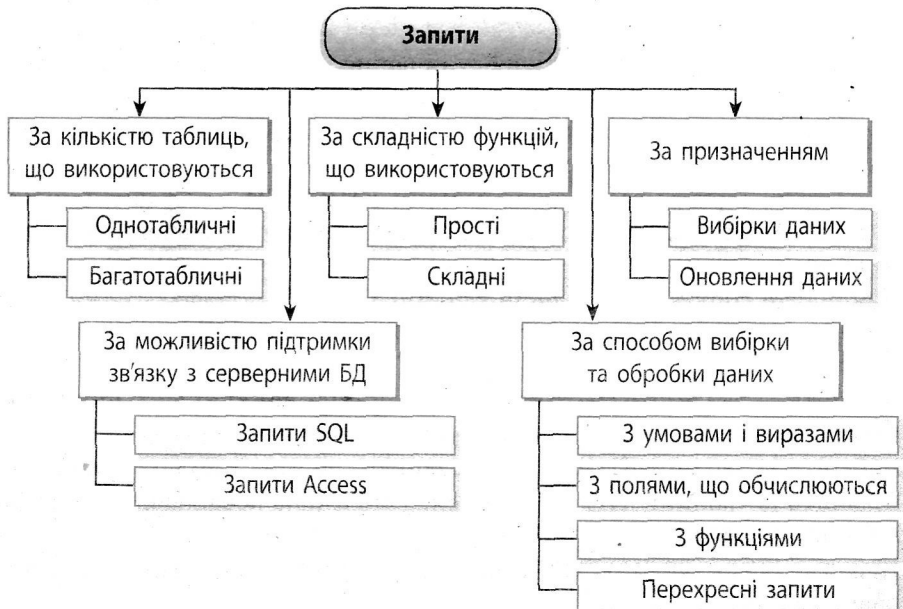 Запити
За кількістю таблиць,
що використовуються
Однотабличні
Багатотабличні
За складністю функцій,
що використовуються
Прості
Складні
За призначенням
Вибірки даних
Оновлення даних
За можливістю підтримки
зв'язку з серверними БД
Запити SQL
Запити Access
За способом вибірки
та обробки даних
З умовами і виразами
З полями, що обчислюються
З функціями
Перехресні запити